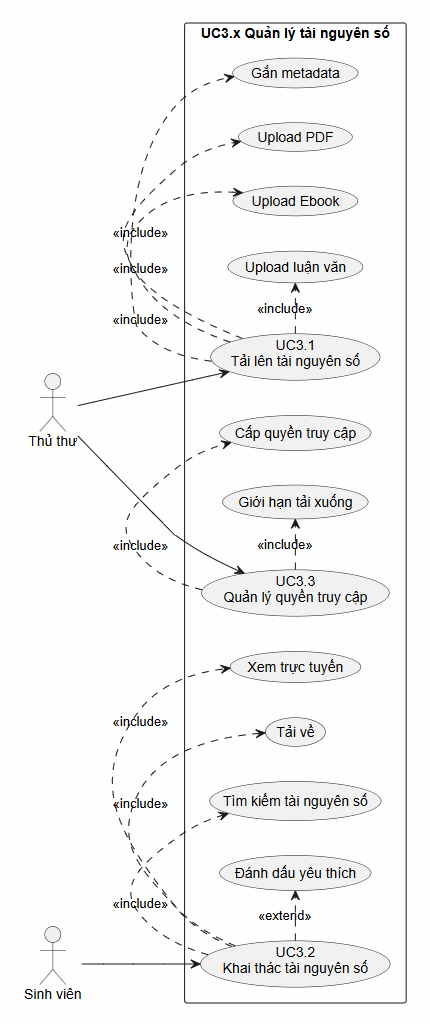 UC3.x Quản lý tài nguyên số
Gắn metadata
Upload PDF
Upload Ebook
«include»
Upload luận văn
«include»
«include»
«include»
UC3.1
Tải lên tài nguyên số
Thủ thư
Cấp quyền truy cập
Giới hạn tải xuống
«include»
«include»
UC3.3
Quản lý quyền truy cập
Xem trực tuyến
«include»
Tải về
Tìm kiếm tài nguyên số
«include»
Đánh dấu yêu thích
«include»
«extend»
UC3.2
Khai thác tài nguyên số
Sinh viên